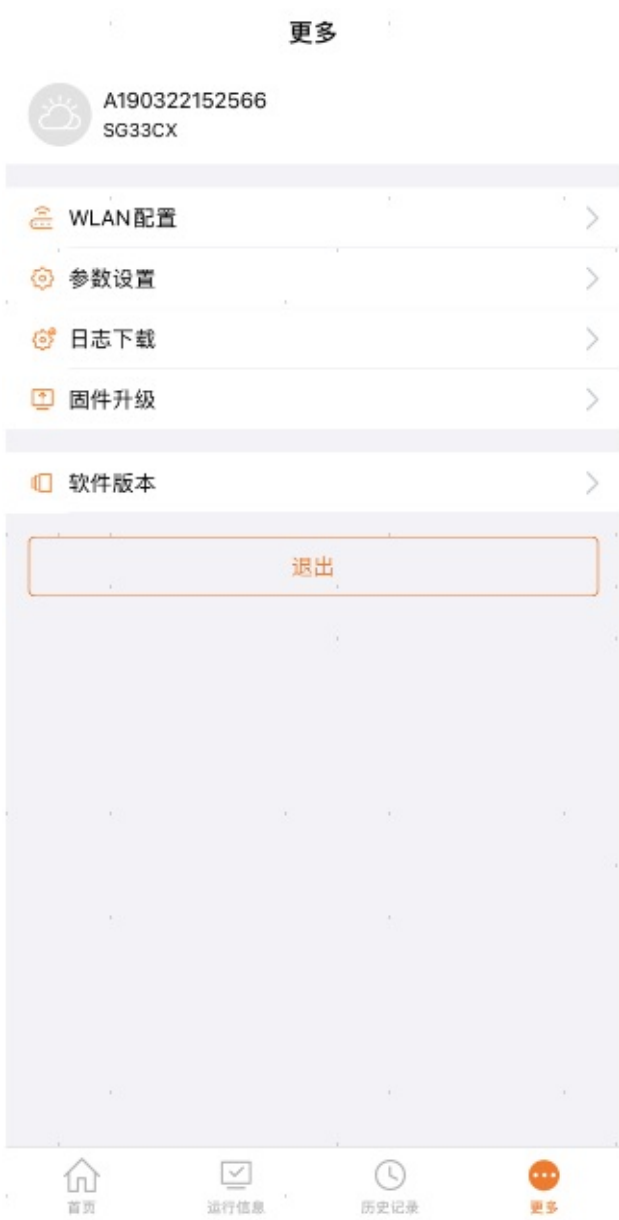 更多
A190322152566
SG33CX
WLAN配置
参数设置
日志下载
固件升级
软件版本
退出
首页
运行信息
历史记录
更多